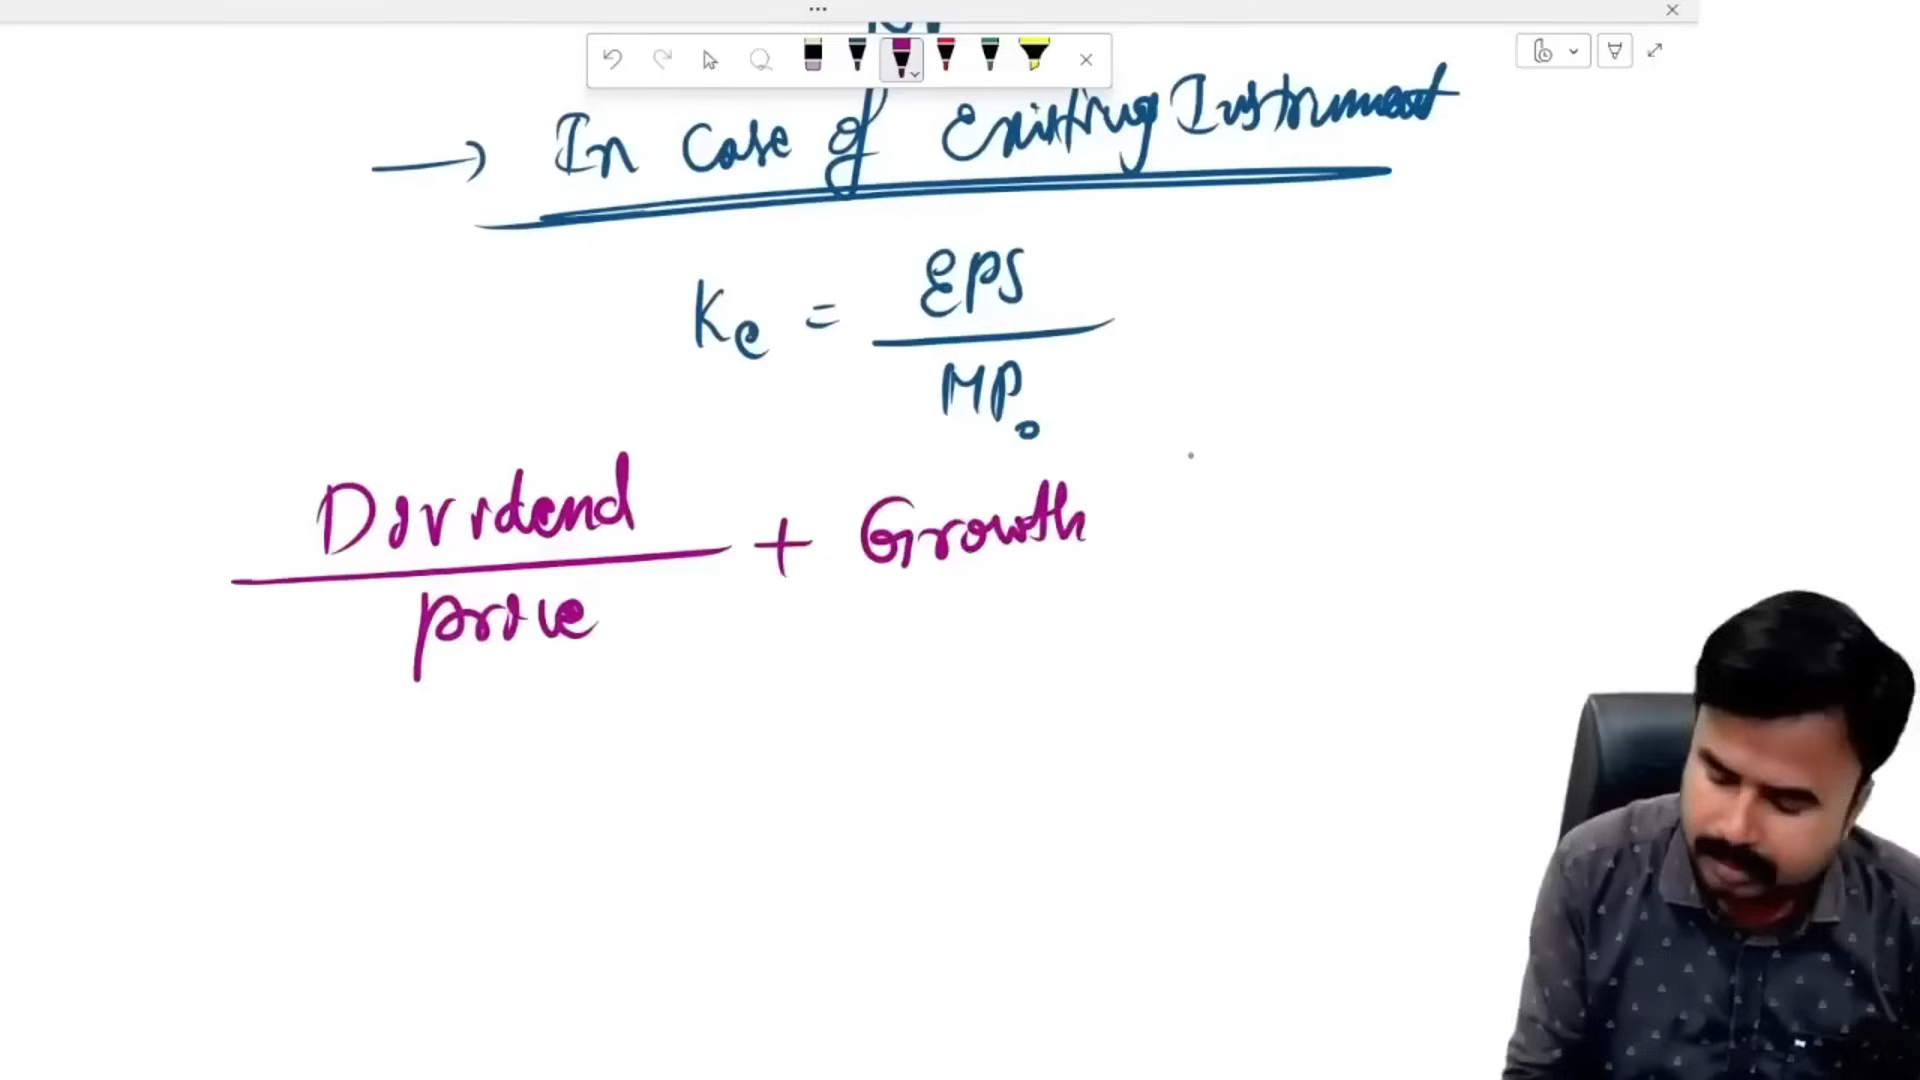 → In Case of Existing Instrument
Ke = EPS / MP₀
Dividend / Price + Growth